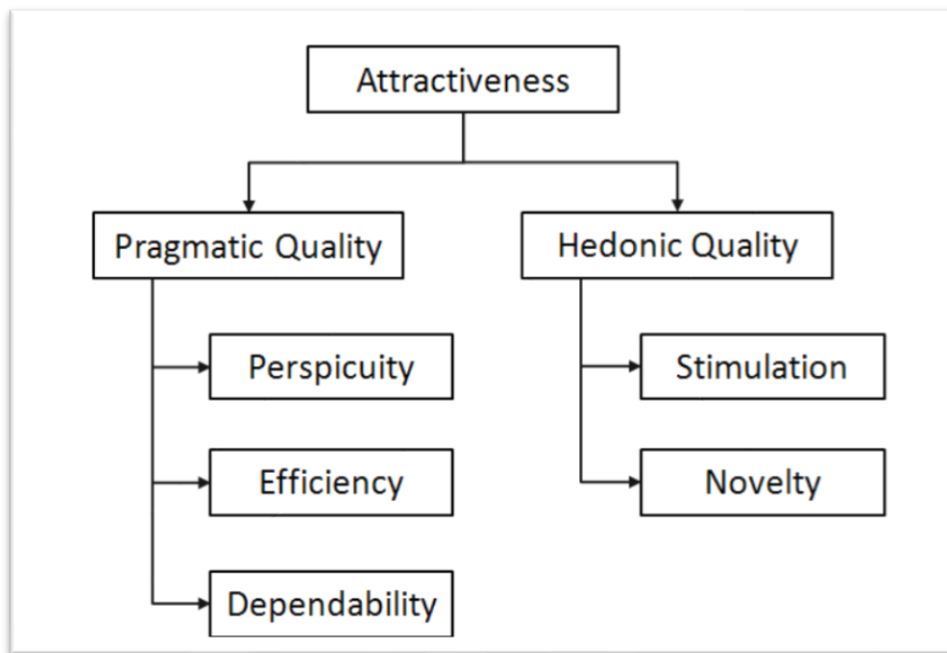 Attractiveness
Pragmatic Quality
Hedonic Quality
Perspicuity
Stimulation
Efficiency
Novelty
Dependability